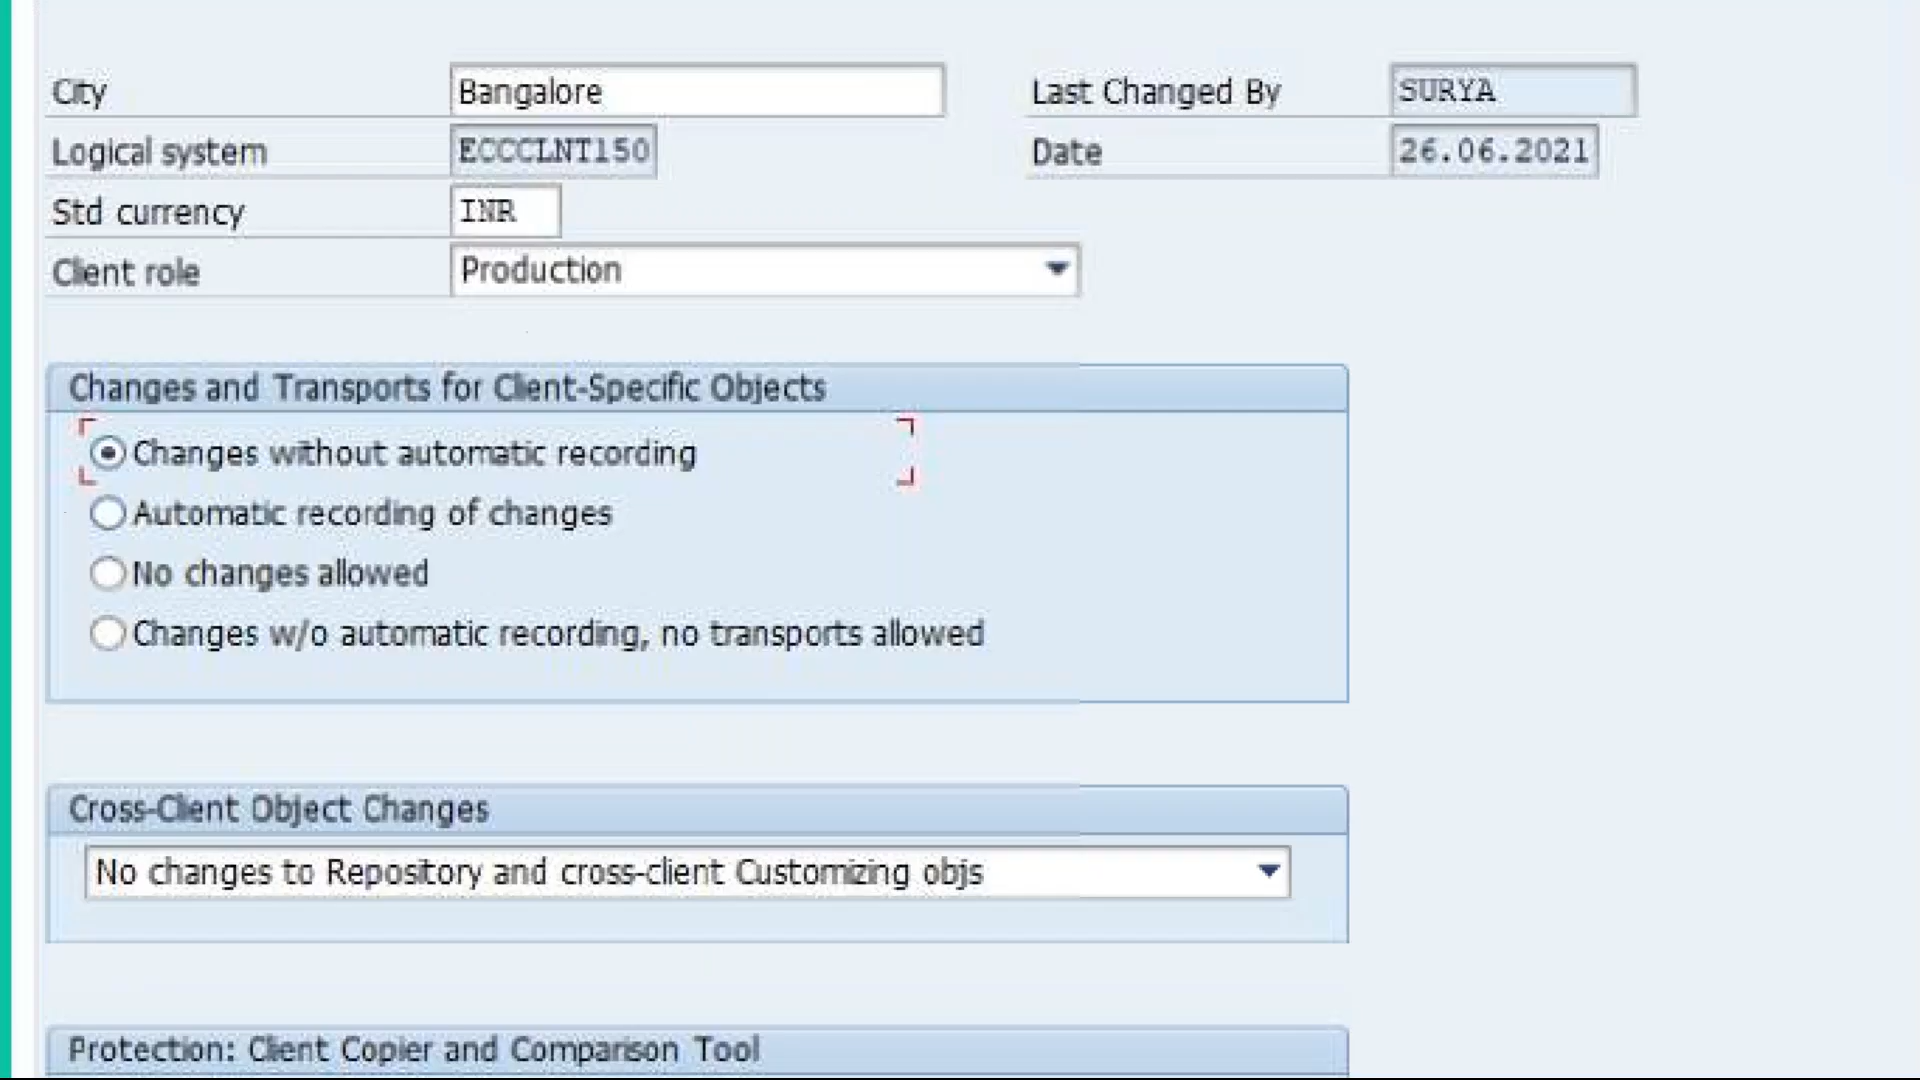 City Bangalore Last Changed By SURYA
Logical system ECCCLNT150 Date 26.06.2021
Std currency INR
Client role Production
Changes and Transports for Client-Specific Objects
Changes without automatic recording
Automatic recording of changes
No changes allowed
Changes w/o automatic recording, no transports allowed
Cross-Client Object Changes
No changes to Repository and cross-client Customizing objs
Protection: Client Copier and Comparison Tool